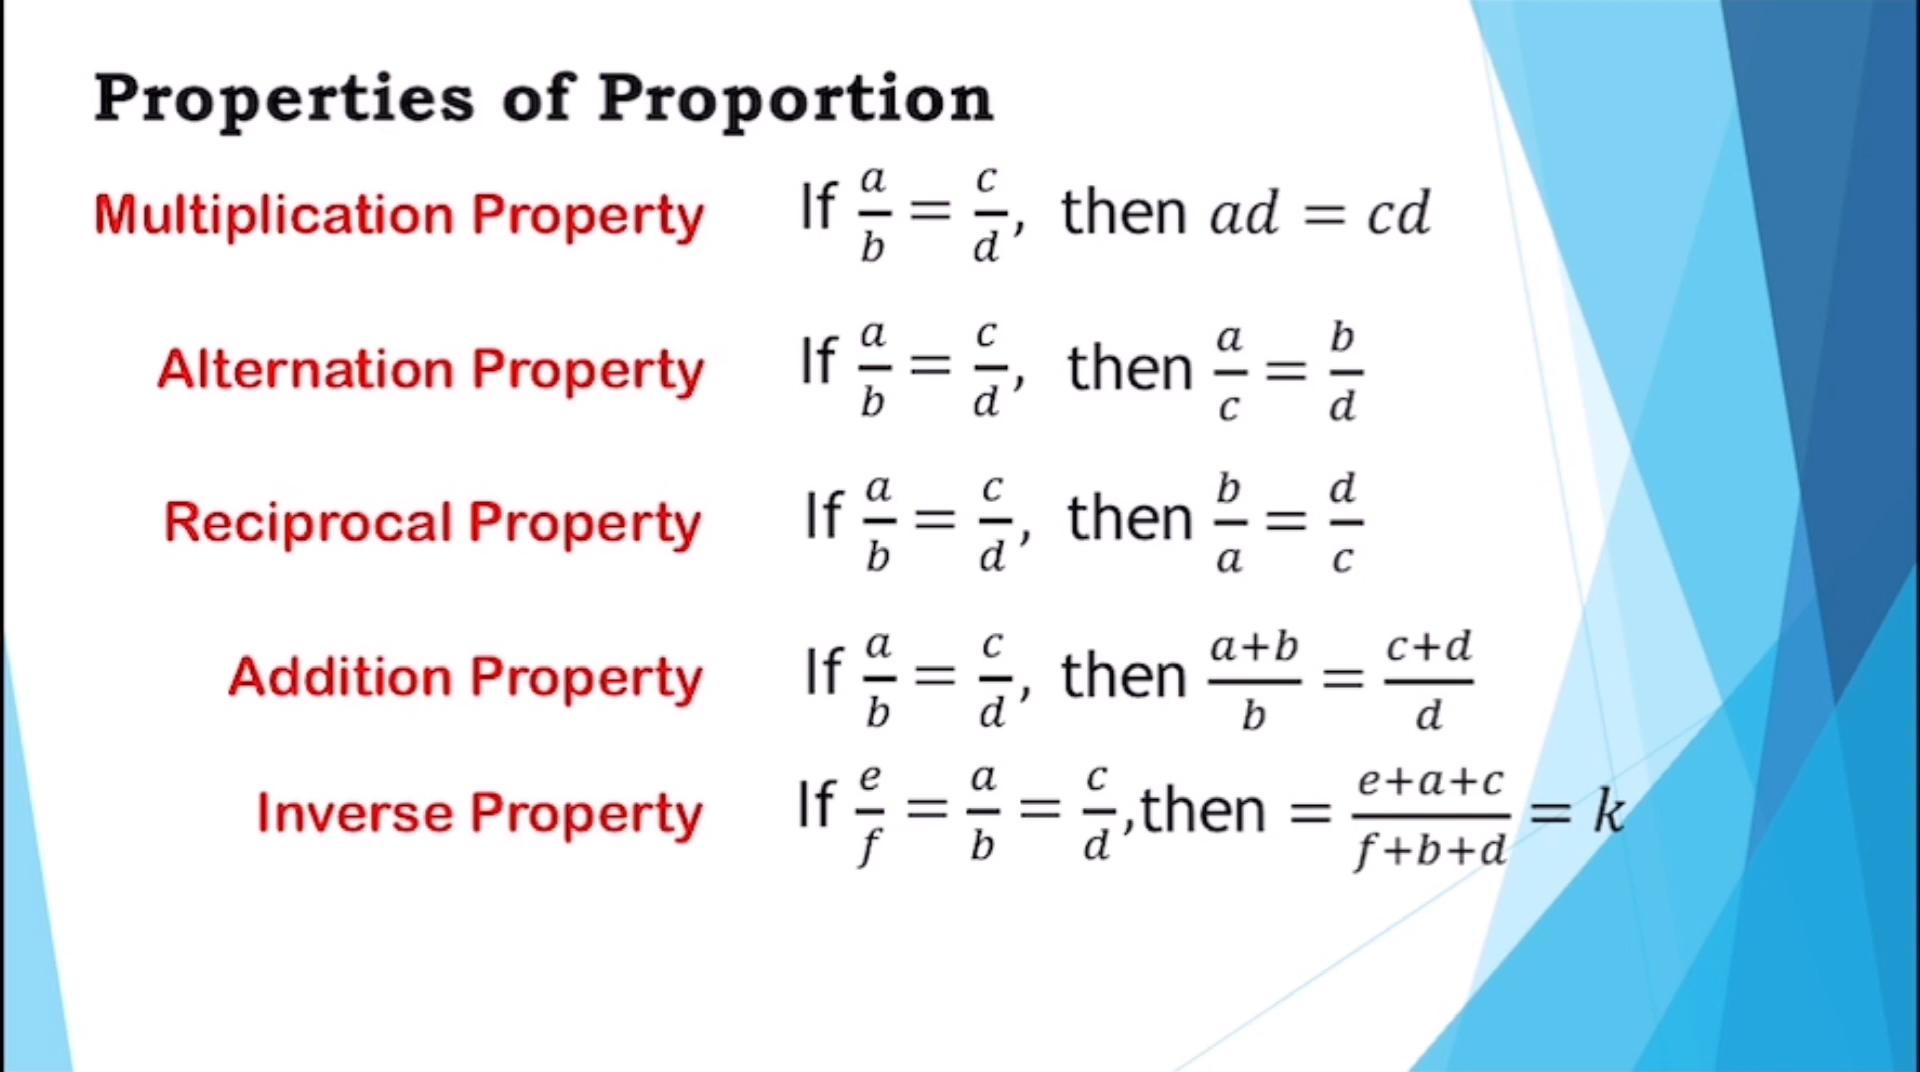 Properties of Proportion
Multiplication Property If a/b = c/d, then ad = cd
Alternation Property If a/b = c/d, then a/c = b/d
Reciprocal Property If a/b = c/d, then b/a = d/c
Addition Property If a/b = c/d, then a+b/b = c+d/d
Inverse Property If e/f = a/b = c/d,then = e+a+c/f+b+d = k